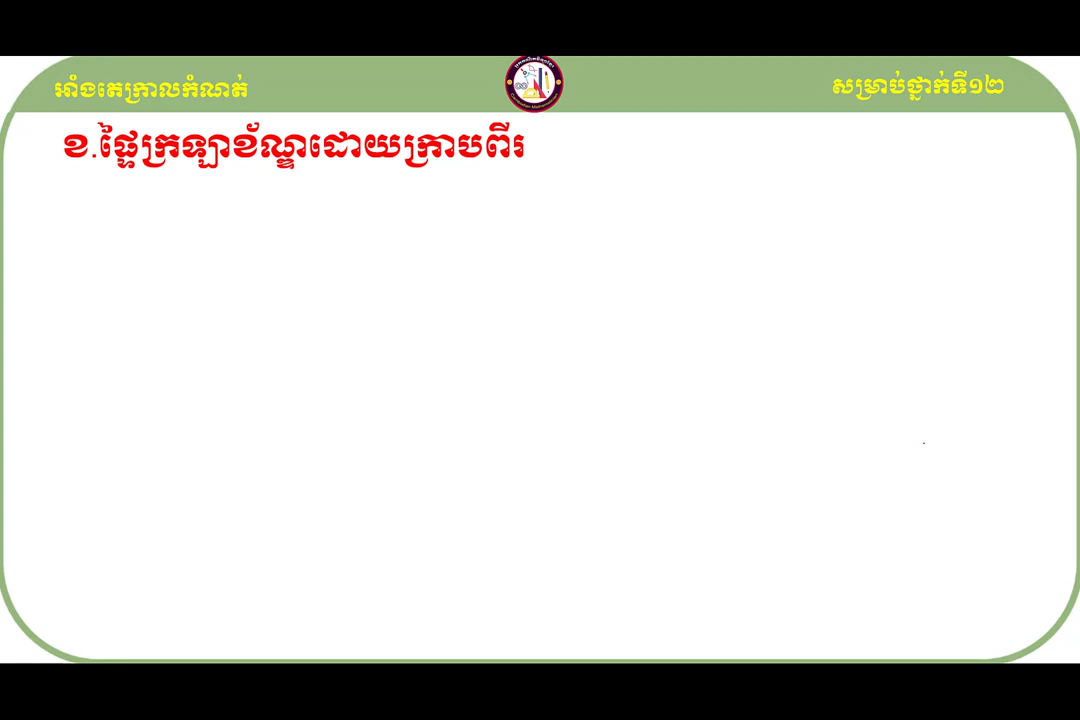 អាំងតេក្រាលកំណត់
សម្រាប់ថ្នាក់ទី១២
ខ.ផ្ទៃក្រឡាខ័ណ្ឌដោយក្រាបពីរ